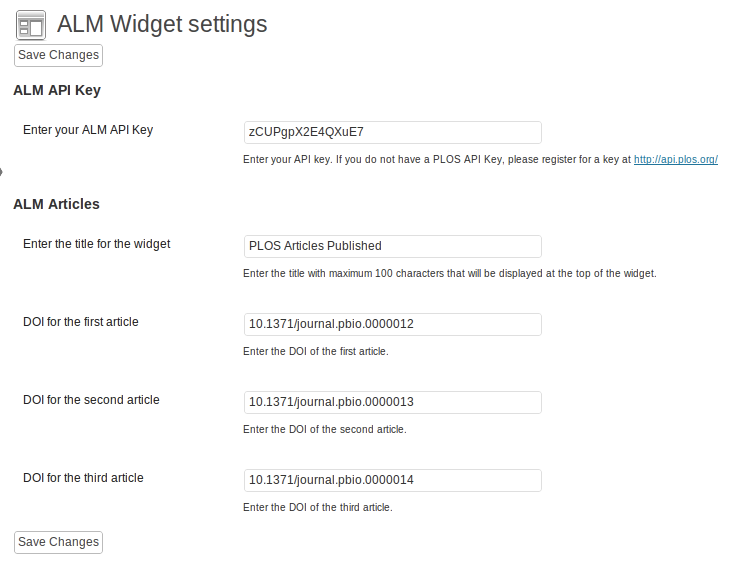 ALM Widget settings
Save Changes
ALM API Key
Enter your ALM API Key
zCUPgpX2E4QXuE7
Enter your API key. If you do not have a PLOS API Key, please register for a key at http://api.plos.org/
ALM Articles
Enter the title for the widget
PLOS Articles Published
Enter the title with maximum 100 characters that will be displayed at the top of the widget.
DOI for the first article
10.1371/journal.pbio.0000012
Enter the DOI of the first article.
DOI for the second article
10.1371/journal.pbio.0000013
Enter the DOI of the second article.
DOI for the third article
10.1371/journal.pbio.0000014
Enter the DOI of the third article.
Save Changes